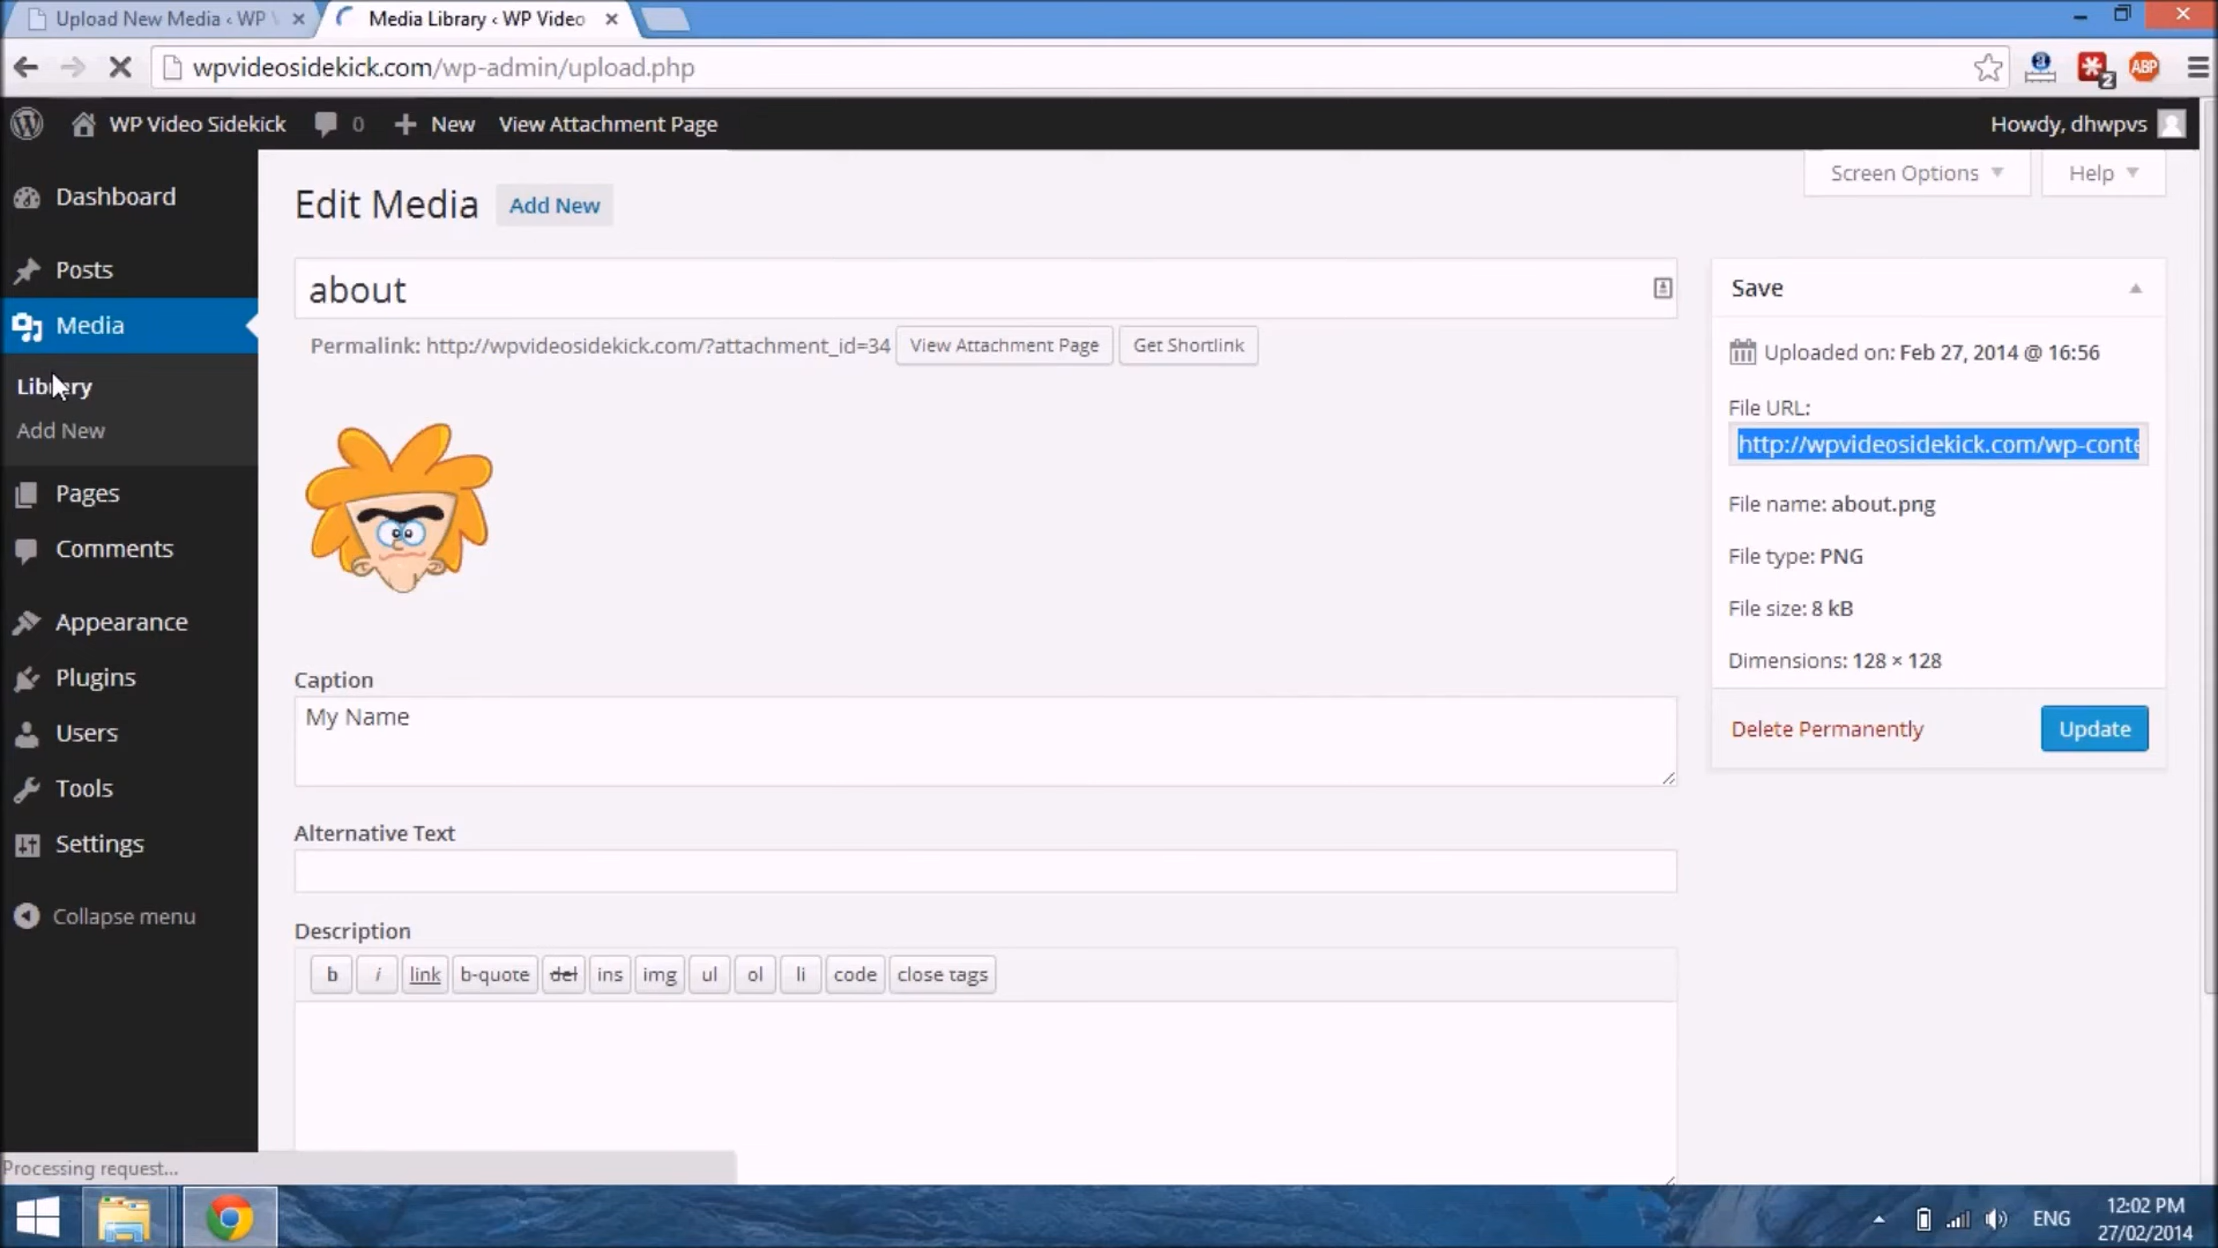 Upload New Media ‹ WP V
Media Library ‹ WP Video
wpvideosidekick.com/wp-admin/upload.php
ABP
2
WP Video Sidekick
0
New
View Attachment Page
Howdy, dhwpvs
Screen Options
Help
Dashboard
Posts
Media
Library
Add New
Pages
Comments
Appearance
Plugins
Users
Tools
Settings
Collapse menu
Edit Media
Add New
about
Permalink: http://wpvideosidekick.com/?attachment_id=34
View Attachment Page
Get Shortlink
Caption
My Name
Alternative Text
Description
b
i
link
b-quote
del
ins
img
ul
ol
li
code
close tags
Save
Uploaded on: Feb 27, 2014 @ 16:56
File URL:
http://wpvideosidekick.com/wp-conte
File name: about.png
File type: PNG
File size: 8 kB
Dimensions: 128 × 128
Delete Permanently
Update
Processing request...
ENG
12:02 PM
27/02/2014